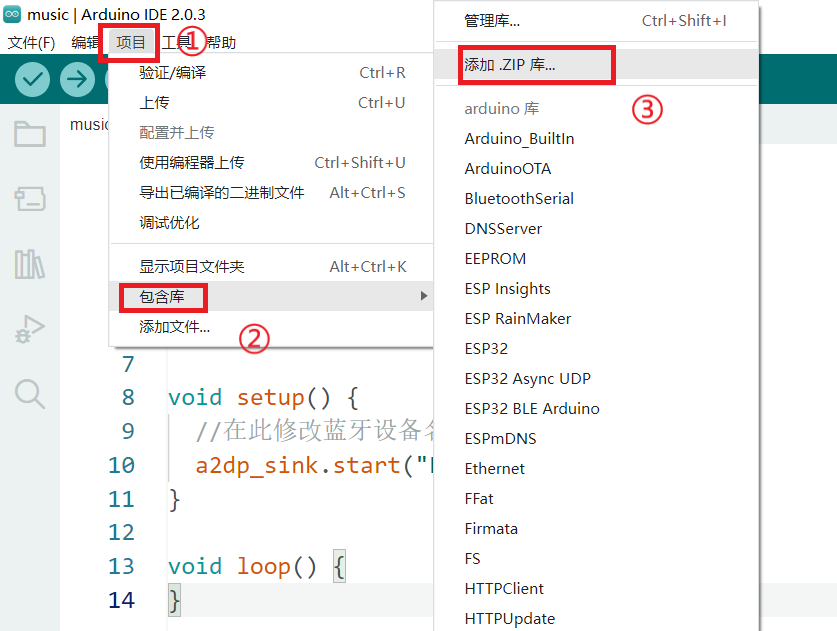 music | Arduino IDE 2.0.3
文件(F) 编辑 项目 ① 工具 帮助
验证/编译 Ctrl+R
上传 Ctrl+U
配置并上传
使用编程器上传 Ctrl+Shift+U
导出已编译的二进制文件 Alt+Ctrl+S
调试优化
显示项目文件夹 Alt+Ctrl+K
包含库
添加文件...
②
管理库... Ctrl+Shift+I
添加 .ZIP 库...
③
arduino 库
Arduino_BuiltIn
ArduinoOTA
BluetoothSerial
DNSServer
EEPROM
ESP Insights
ESP RainMaker
ESP32
ESP32 Async UDP
ESP32 BLE Arduino
ESPmDNS
Ethernet
FFat
Firmata
FS
HTTPClient
HTTPUpdate
music
7
8 void setup() {
9 //在此修改蓝牙设备名
10 a2dp_sink.start("
11 }
12
13 void loop() {
14 }